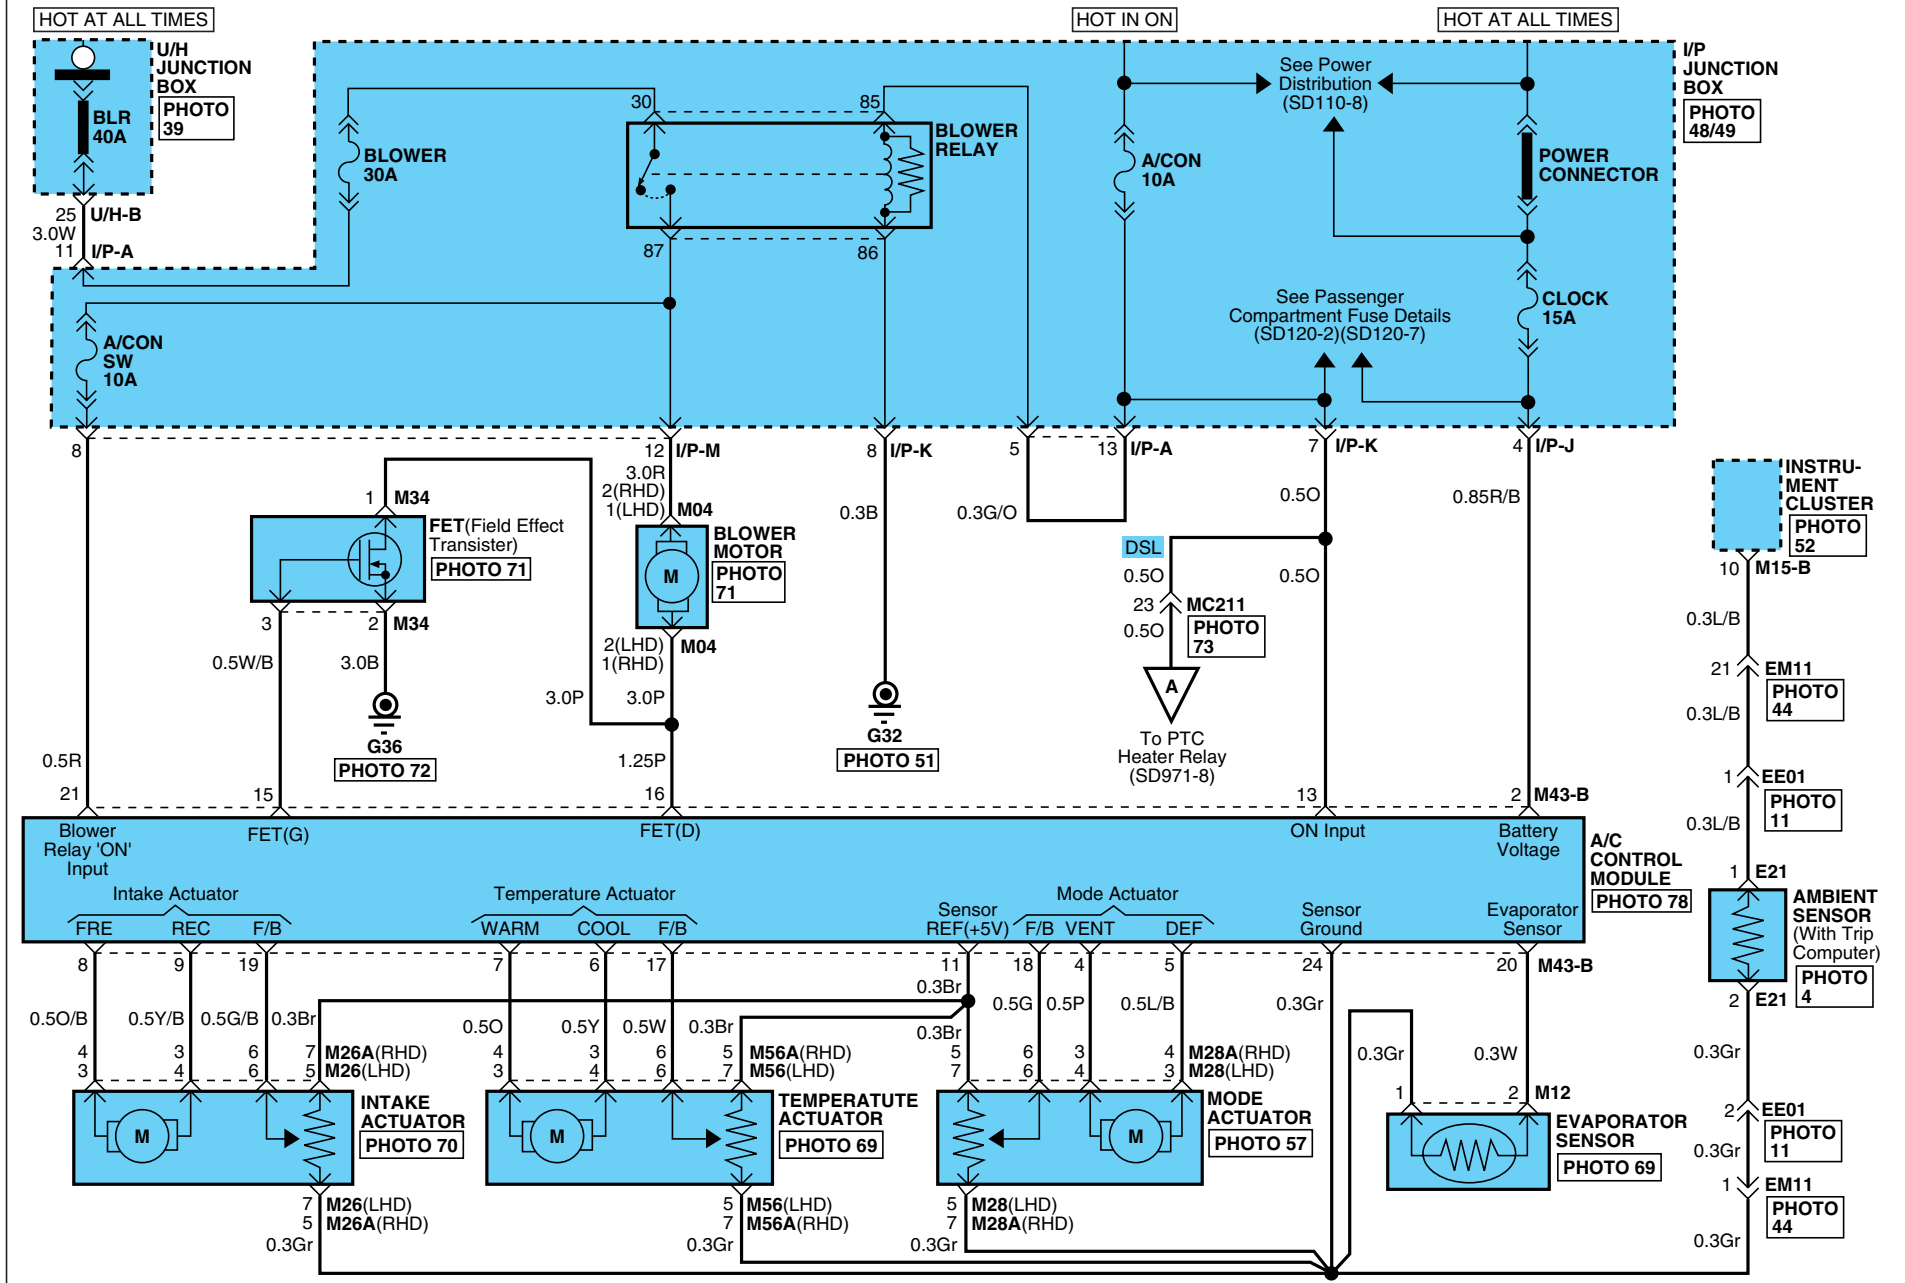 HOT AT ALL TIMES
HOT IN ON
HOT AT ALL TIMES
U/H
JUNCTION
BOX
PHOTO
39
BLR
40A
25
U/H-B
3.0W
11
I/P-A
BLOWER
30A
30
85
BLOWER
RELAY
87
86
A/CON
10A
See Power
Distribution
(SD110-8)
POWER
CONNECTOR
I/P
JUNCTION
BOX
PHOTO
48/49
See Passenger
Compartment Fuse Details
(SD120-2)(SD120-7)
CLOCK
15A
A/CON
SW
10A
8
12
I/P-M
8
I/P-K
5
13
I/P-A
7
I/P-K
4
I/P-J
3.0R
2(RHD)
1(LHD)
M04
1
M34
FET(Field Effect
Transister)
PHOTO 71
BLOWER
MOTOR
PHOTO
71
M
0.3B
0.3G/O
0.5O
0.85R/B
INSTRU-
MENT
CLUSTER
PHOTO
52
10
M15-B
DSL
0.5O
0.5O
23
MC211
0.5O
PHOTO
73
3
2
M34
2(LHD)
1(RHD)
M04
0.5W/B
3.0B
3.0P
3.0P
G36
PHOTO 72
G32
PHOTO 51
A
To PTC
Heater Relay
(SD971-8)
0.3L/B
21
EM11
PHOTO
44
0.3L/B
1
EE01
PHOTO
11
0.3L/B
0.5R
1.25P
21
15
16
13
2
M43-B
Blower
Relay 'ON'
Input
FET(G)
FET(D)
ON Input
Battery
Voltage
A/C
CONTROL
MODULE
PHOTO 78
1
E21
AMBIENT
SENSOR
(With Trip
Computer)
PHOTO
4
2
E21
Intake Actuator
Temperature Actuator
Mode Actuator
FRE
REC
F/B
WARM
COOL
F/B
Sensor
REF(+5V)
F/B
VENT
DEF
Sensor
Ground
Evaporator
Sensor
8
9
19
7
6
17
11
18
4
5
24
20
M43-B
0.3Br
0.5O/B
0.5Y/B
0.5G/B
0.3Br
0.5O
0.5Y
0.5W
0.3Br
0.3Br
0.5G
0.5P
0.5L/B
0.3Gr
0.3Gr
0.3W
0.3Gr
4
3
6
7
M26A(RHD)
3
4
6
5
M26(LHD)
4
3
6
5
M56A(RHD)
3
4
6
7
M56(LHD)
5
6
3
4
M28A(RHD)
7
6
4
3
M28(LHD)
1
2
M12
M
INTAKE
ACTUATOR
PHOTO 70
M
TEMPERATUTE
ACTUATOR
PHOTO 69
M
MODE
ACTUATOR
PHOTO 57
EVAPORATOR
SENSOR
PHOTO 69
2
EE01
PHOTO
11
0.3Gr
1
EM11
PHOTO
44
0.3Gr
7
M26(LHD)
5
M26A(RHD)
0.3Gr
5
M56(LHD)
7
M56A(RHD)
0.3Gr
5
M28(LHD)
7
M28A(RHD)
0.3Gr